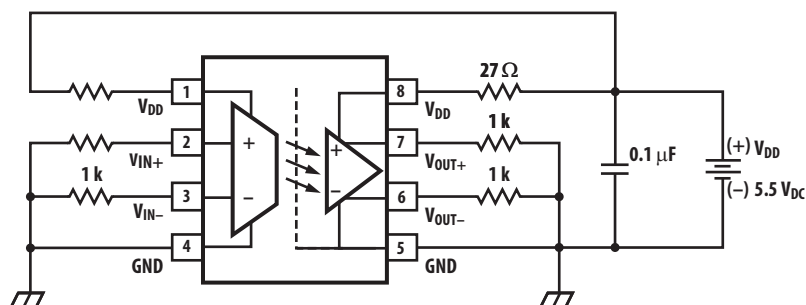 27 Ω
1
8
V_DD
V_DD
1 k
2
+
+
7
V_IN+
V_OUT+
0.1 µF
(+) V_DD
1 k
1 k
(–) 5.5 V_DC
3
–
–
6
V_IN–
V_OUT–
4
5
GND
GND